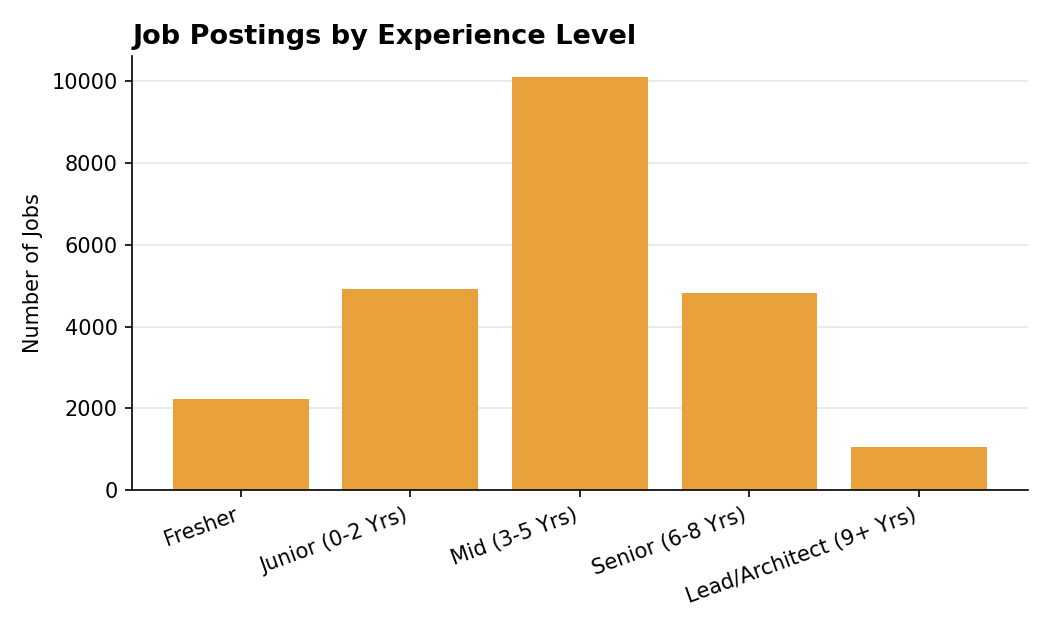 Job Postings by Experience Level
Number of Jobs
10000
8000
6000
4000
2000
0
Fresher
Junior (0-2 Yrs)
Mid (3-5 Yrs)
Senior (6-8 Yrs)
Lead/Architect (9+ Yrs)